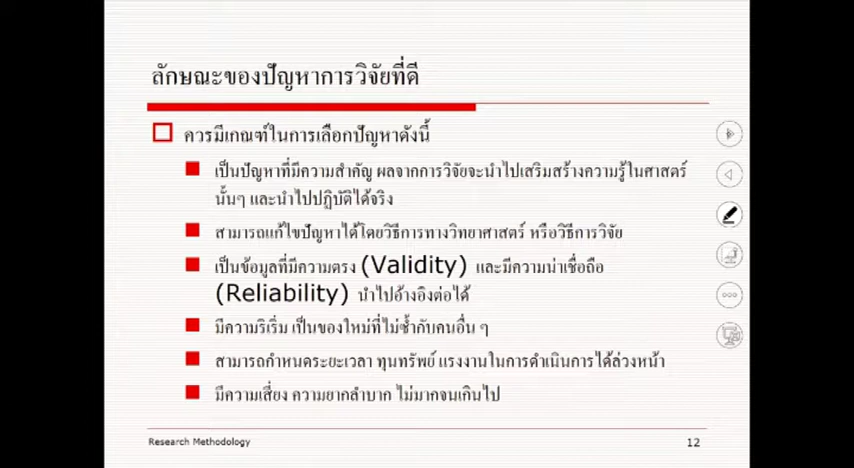 ลักษณะของปัญหาการวิจัยที่ดี
ควรมีเกณฑ์ในการเลือกปัญหาดังนี้
เป็นปัญหาที่มีความสำคัญ ผลจากการวิจัยจะนำไปเสริมสร้างความรู้ในศาสตร์
นั้นๆ และนำไปปฏิบัติได้จริง
สามารถแก้ไขปัญหาได้โดยวิธีการทางวิทยาศาสตร์ หรือวิธีการวิจัย
เป็นข้อมูลที่มีความตรง (Validity) และมีความน่าเชื่อถือ
(Reliability) นำไปอ้างอิงต่อได้
มีความริเริ่ม เป็นของใหม่ที่ไม่ซ้ำกับคนอื่น ๆ
สามารถกำหนดระยะเวลา ทุนทรัพย์ แรงงานในการดำเนินการได้ล่วงหน้า
มีความเสี่ยง ความยากลำบาก ไม่มากจนเกินไป
Research Methodology
12